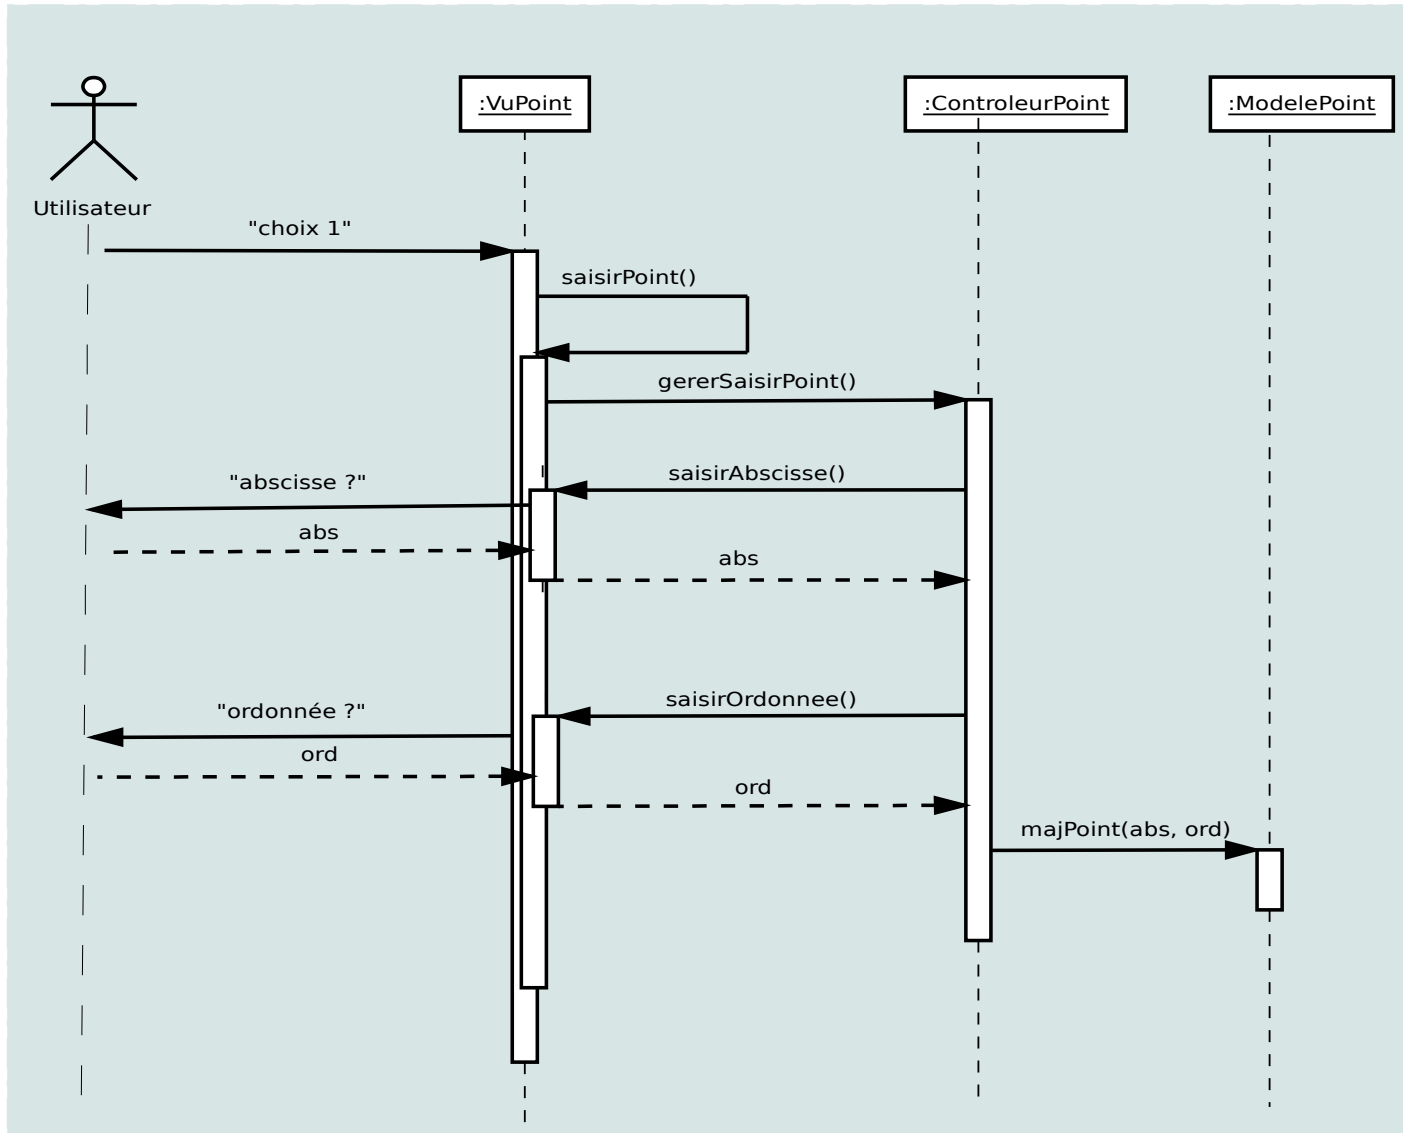 :VuPoint
:ControleurPoint
:ModelePoint
Utilisateur
"choix 1"
saisirPoint()
gererSaisirPoint()
saisirAbscisse()
"abscisse ?"
abs
abs
saisirOrdonnee()
"ordonnée ?"
ord
ord
majPoint(abs, ord)